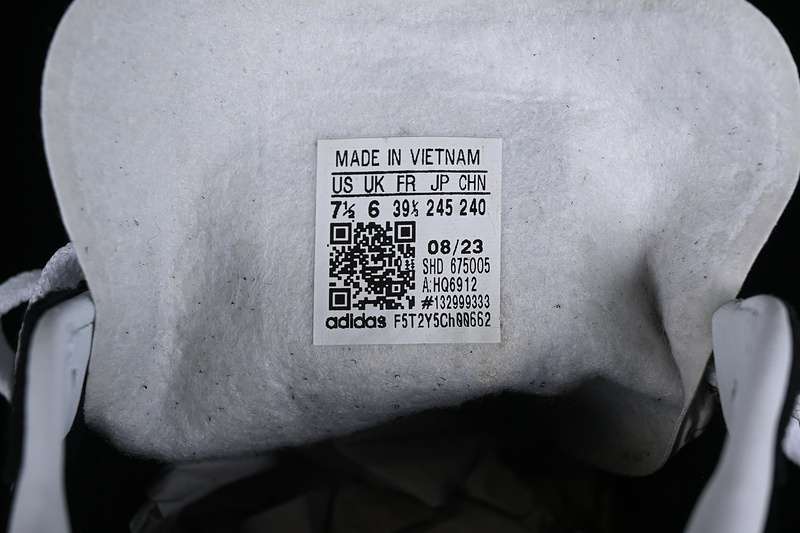 MADE IN VIETNAM
US UK FR JP CHN
7½ 6 39⅓ 245 240
08/23
SHD 675005
A:HQ6912
#132999333
adidas F5T2Y5Ch00662